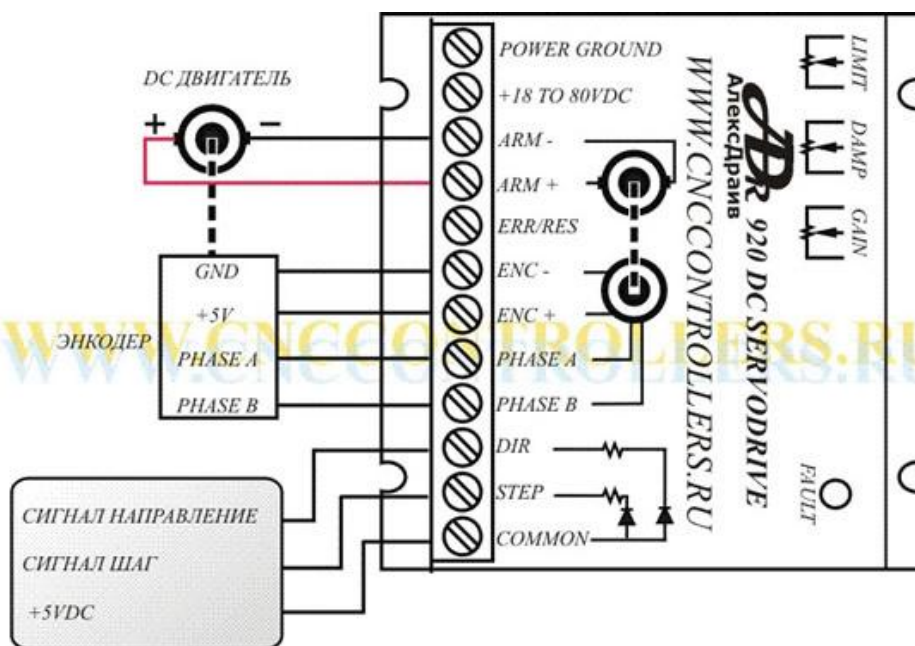 DC ДВИГАТЕЛЬ
+
−
GND
+5V
PHASE A
PHASE B
ЭНКОДЕР
СИГНАЛ НАПРАВЛЕНИЕ
СИГНАЛ ШАГ
+5VDC
POWER GROUND
+18 TO 80VDC
ARM -
ARM +
ERR/RES
ENC -
ENC +
PHASE A
PHASE B
DIR
STEP
COMMON
WWW.CNCCONTROLLERS.RU
АлексДраив
920 DC SERVODRIVE
LIMIT
DAMP
GAIN
FAULT
WWW.CNCCONTROLLERS.RU